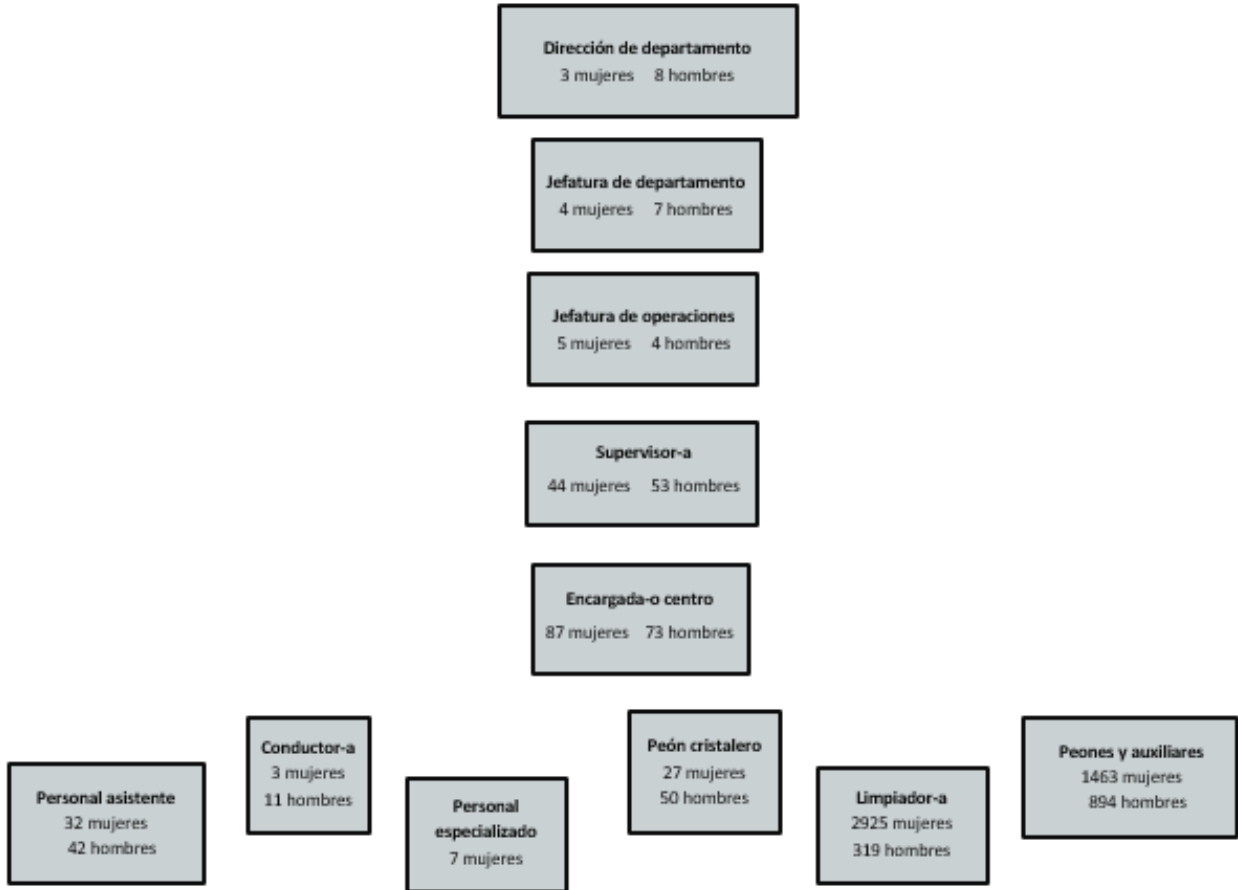 Dirección de departamento
3 mujeres 8 hombres
Jefatura de departamento
4 mujeres 7 hombres
Jefatura de operaciones
5 mujeres 4 hombres
Supervisor-a
44 mujeres 53 hombres
Encargada-o centro
87 mujeres 73 hombres
Personal asistente
32 mujeres
42 hombres
Conductor-a
3 mujeres
11 hombres
Personal
especializado
7 mujeres
Peón cristalero
27 mujeres
50 hombres
Limpiador-a
2925 mujeres
319 hombres
Peones y auxiliares
1463 mujeres
894 hombres